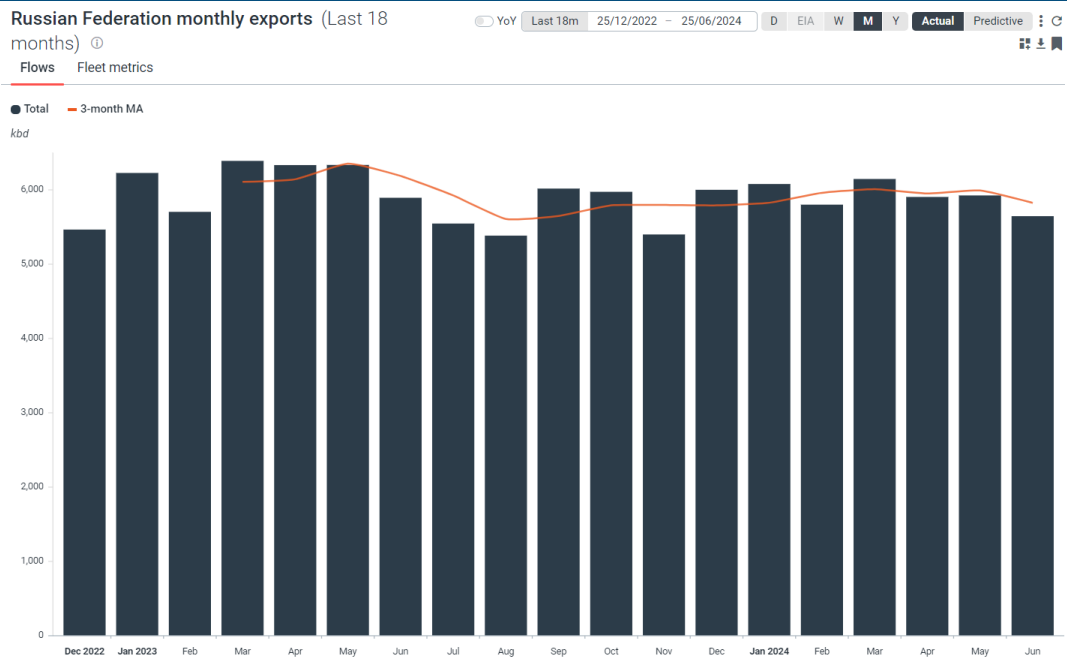 Russian Federation monthly exports (Last 18
months)
YoY Last 18m 25/12/2022 – 25/06/2024 D EIA W M Y Actual Predictive
Flows Fleet metrics
Total 3-month MA
kbd
6,000
5,000
4,000
3,000
2,000
1,000
0
Dec 2022 Jan 2023 Feb Mar Apr May Jun Jul Aug Sep Oct Nov Dec Jan 2024 Feb Mar Apr May Jun